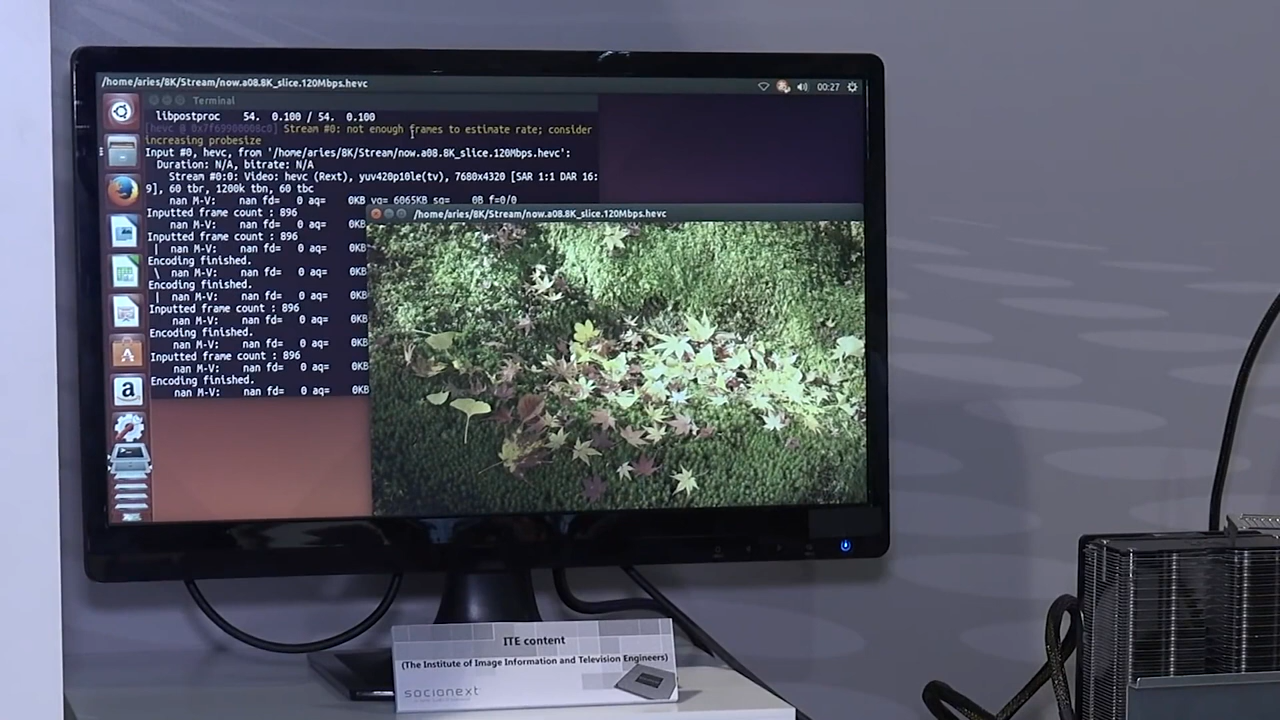 /home/aries/8K/Stream/now.a08.8K_slice.120Mbps.hevc
00:27
Terminal
libpostproc 54. 0.100 / 54. 0.100
[hevc @ 0x7f69900008c0] Stream #0: not enough frames to estimate rate; consider
increasing probesize
Input #0, hevc, from '/home/aries/8K/Stream/now.a08.8K_slice.120Mbps.hevc':
Duration: N/A, bitrate: N/A
Stream #0:0: Video: hevc (Rext), yuv420p10le(tv), 7680x4320 [SAR 1:1 DAR 16:
9], 60 tbr, 1200k tbn, 60 tbc
nan M-V: nan fd= 0 aq= 0KB vq= 6065KB sq= 0B f=0/0
Inputted frame count : 896
nan M-V: nan fd= 0 aq= 0KB
Inputted frame count : 896
| nan M-V: nan fd= 0 aq= 0KB
Encoding finished.
\ nan M-V: nan fd= 0 aq= 0KB
Encoding finished.
| nan M-V: nan fd= 0 aq= 0KB
Inputted frame count : 896
nan M-V: nan fd= 0 aq= 0KB
Encoding finished.
nan M-V: nan fd= 0 aq= 0KB
Inputted frame count : 896
nan M-V: nan fd= 0 aq= 0KB
Encoding finished.
nan M-V: nan fd= 0 aq= 0KB
/home/aries/8K/Stream/now.a08.8K_slice.120Mbps.hevc
ITE content
(The Institute of Image Information and Television Engineers)
socionext